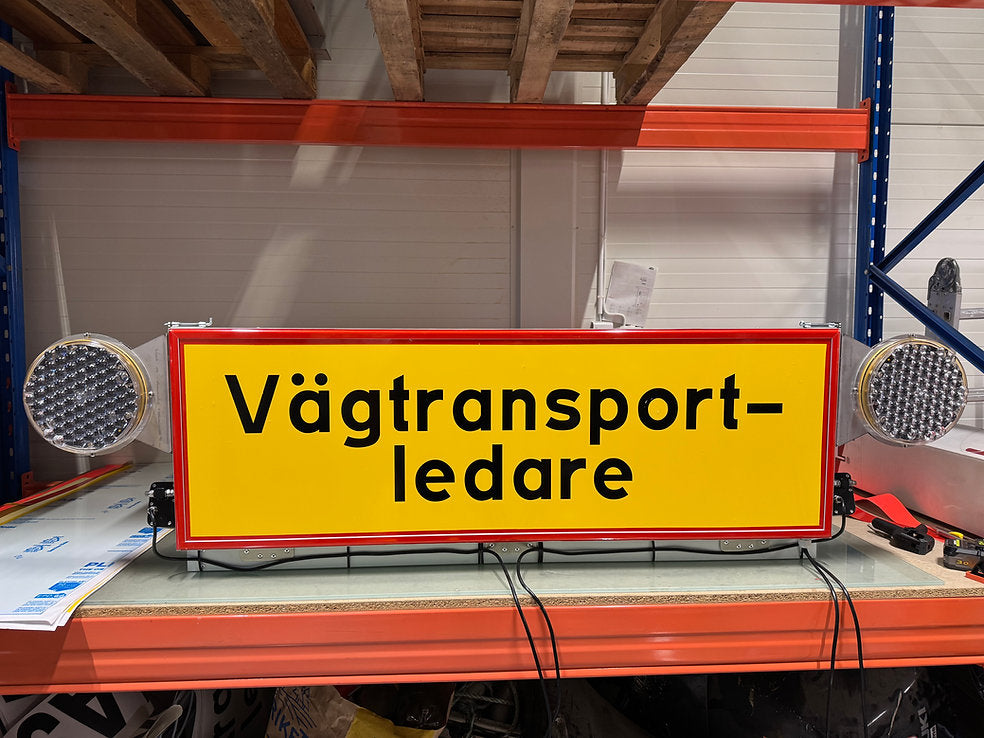 Vägtransport-
ledare